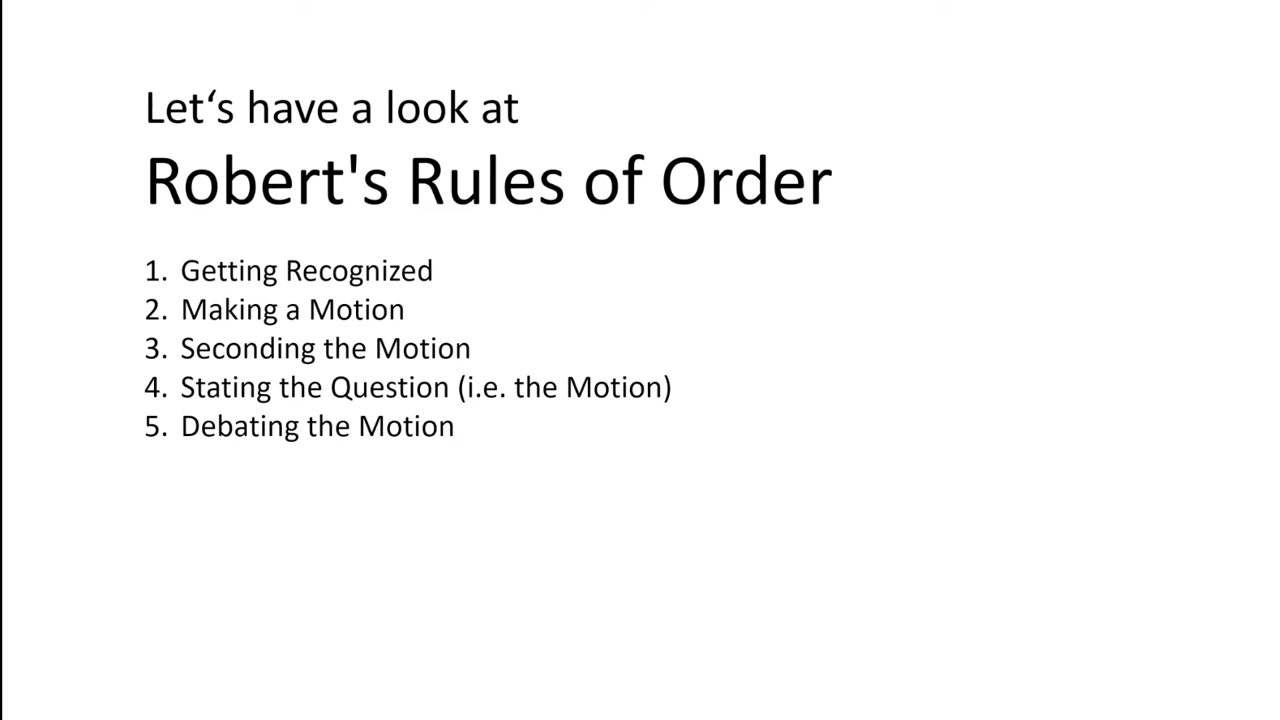 Let‘s have a look at
Robert's Rules of Order
1. Getting Recognized
2. Making a Motion
3. Seconding the Motion
4. Stating the Question (i.e. the Motion)
5. Debating the Motion